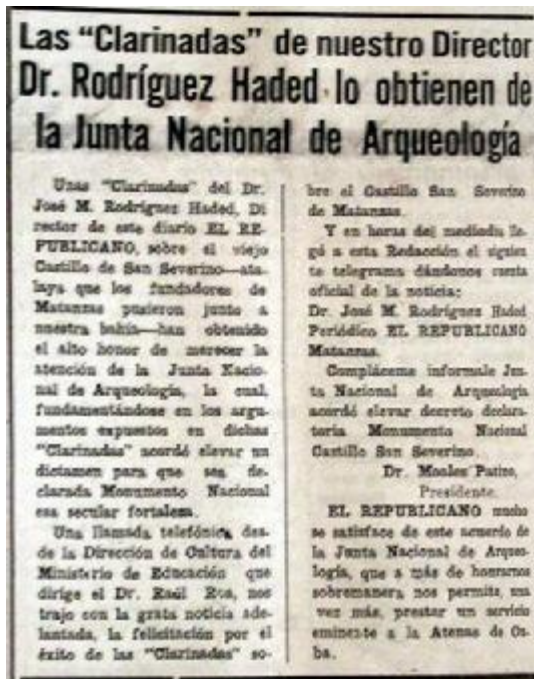 Las "Clarinadas" de nuestro Director
Dr. Rodríguez Haded lo obtienen de
la Junta Nacional de Arqueología
Unas "Clarinadas" del Dr.
José M. Rodríguez Haded, Di
rector de este diario EL RE-
PUBLICANO, sobre el viejo
Castillo de San Severino—ata-
laya que los fundadores de
Matanzas pusieron junto a
nuestra bahía—han obtenido
el alto honor de merecer la
atención de la Junta Nacio-
nal de Arqueología, la cual,
fundamentándose en los argu-
mentos expuestos en dichas
"Clarinadas" acordó elevar un
dictamen para que sea de-
clarada Monumento Nacional
esa secular fortaleza.
Una llamada telefónica des-
de la Dirección de Cultura del
Ministerio de Educación que
dirige el Dr. Raúl Roa, nos
trajo con la grata noticia ade-
lantada, la felicitación por el
éxito de las "Clarinadas" so-
bre el Castillo San Severino
de Matanzas.
Y en horas del mediodía lle-
gó a esta Redacción el siguien
te telegrama dándonos cuenta
oficial de la noticia:
Dr. José M. Rodríguez Haded
Periódico EL REPUBLICANO
Matanzas.
Compláceme informale Jun-
ta Nacional de Arqueología
acordó elevar decreto declara-
toria Monumento Nacional
Castillo San Severino.
Dr. Morales Patiño,
Presidente.
EL REPUBLICANO mucho
se satisface de este acuerdo de
la Junta Nacional de Arqueo-
logía, que a más de honrarnos
sobremanera nos permite, una
vez más, prestar un servicio
eminente a la Atenas de Cu-
ba.